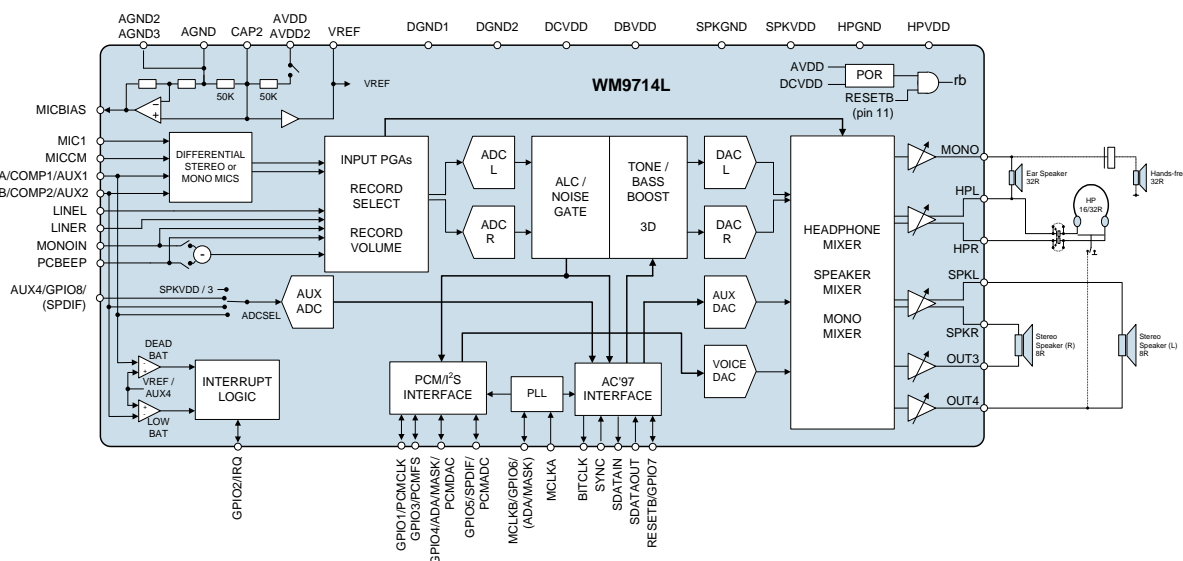 AGND2
AGND3
AGND
CAP2
AVDD
AVDD2
VREF
DGND1
DGND2
DCVDD
DBVDD
SPKGND
SPKVDD
HPGND
HPVDD
WM9714L
AVDD
DCVDD
POR
rb
RESETB
(pin 11)
VREF
50K
50K
MICBIAS
MIC1
MICCM
A/COMP1/AUX1
B/COMP2/AUX2
LINEL
LINER
MONOIN
PCBEEP
AUX4/GPIO8/
(SPDIF)
DIFFERENTIAL
STEREO or
MONO MICS
INPUT PGAs
RECORD
SELECT
RECORD
VOLUME
ADC
L
ADC
R
ALC /
NOISE
GATE
TONE /
BASS
BOOST
3D
DAC
L
DAC
R
HEADPHONE
MIXER
SPEAKER
MIXER
MONO
MIXER
MONO
HPL
HPR
SPKL
SPKR
OUT3
OUT4
Ear Speaker
32R
Hands-fre
32R
HP
16/32R
Stereo
Speaker (R)
8R
Stereo
Speaker (L)
8R
SPKVDD / 3
ADCSEL
AUX
ADC
AUX
DAC
VOICE
DAC
DEAD
BAT
VREF /
AUX4
LOW
BAT
INTERRUPT
LOGIC
PCM/I²S
INTERFACE
PLL
AC'97
INTERFACE
GPIO2/IRQ
GPIO1/PCMCLK
GPIO3/PCMFS
GPIO4/ADA/MASK/
PCMDAC
GPIO5/SPDIF/
PCMADC
MCLKB/GPIO6/
(ADA/MASK)
MCLKA
BITCLK
SYNC
SDATAIN
SDATAOUT
RESETB/GPIO7